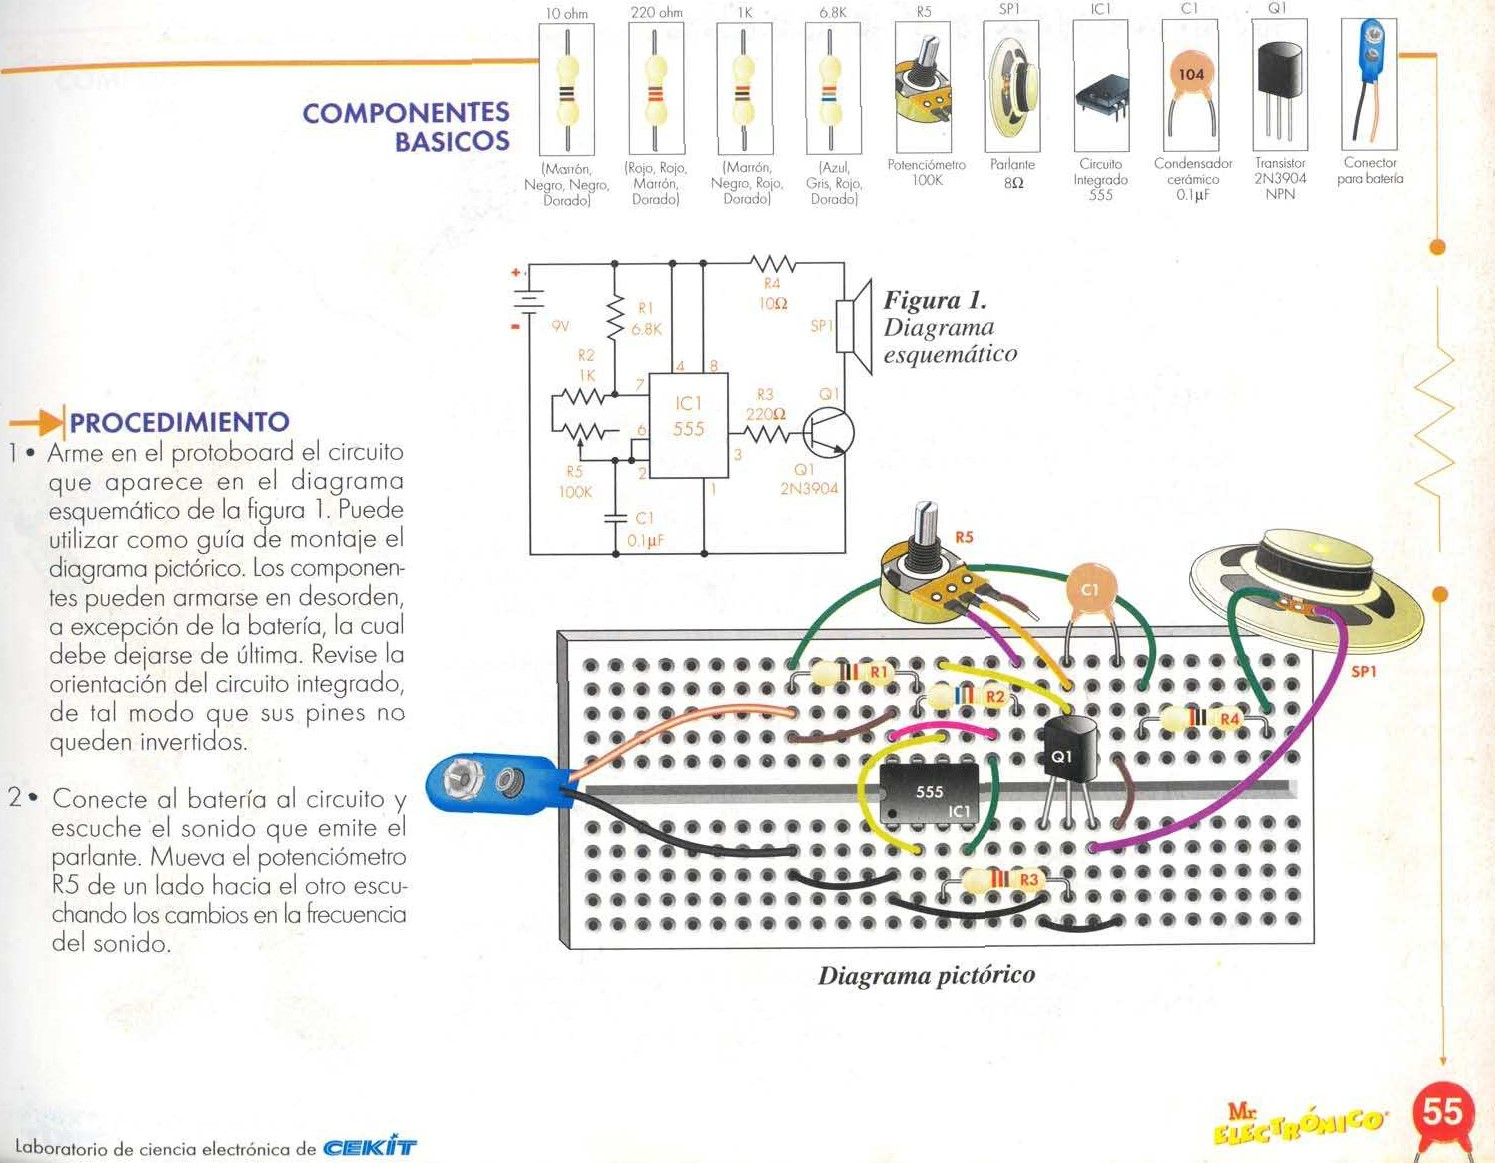 10 ohm
220 ohm
1K
6.8K
R5
SP1
IC1
C1
Q1
104
COMPONENTES
BASICOS
(Marrón,
Negro, Negro,
Dorado)
(Rojo, Rojo,
Marrón,
Dorado)
(Marrón,
Negro, Rojo,
Dorado)
(Azul,
Gris, Rojo,
Dorado)
Potenciómetro
100K
Parlante
8Ω
Circuito
Integrado
555
Condensador
cerámico
0.1µF
Transistor
2N3904
NPN
Conector
para batería
+
-
9V
R1
6.8K
R2
1K
R4
10Ω
SP1
4
8
7
6
2
3
1
IC1
555
R3
220Ω
Q1
Q1
2N3904
R5
100K
C1
0.1µF
Figura 1.
Diagrama
esquemático
PROCEDIMIENTO
1 • Arme en el protoboard el circuito
que aparece en el diagrama
esquemático de la figura 1. Puede
utilizar como guía de montaje el
diagrama pictórico. Los componen-
tes pueden armarse en desorden,
a excepción de la batería, la cual
debe dejarse de última. Revise la
orientación del circuito integrado,
de tal modo que sus pines no
queden invertidos.
2 • Conecte al batería al circuito y
escuche el sonido que emite el
parlante. Mueva el potenciómetro
R5 de un lado hacia el otro escu-
chando los cambios en la frecuencia
del sonido.
R5
C1
SP1
R1
R2
R4
Q1
555
IC1
R3
Diagrama pictórico
Laboratorio de ciencia electrónica de CEKIT
Mr.
ELECTRÓNICO
55